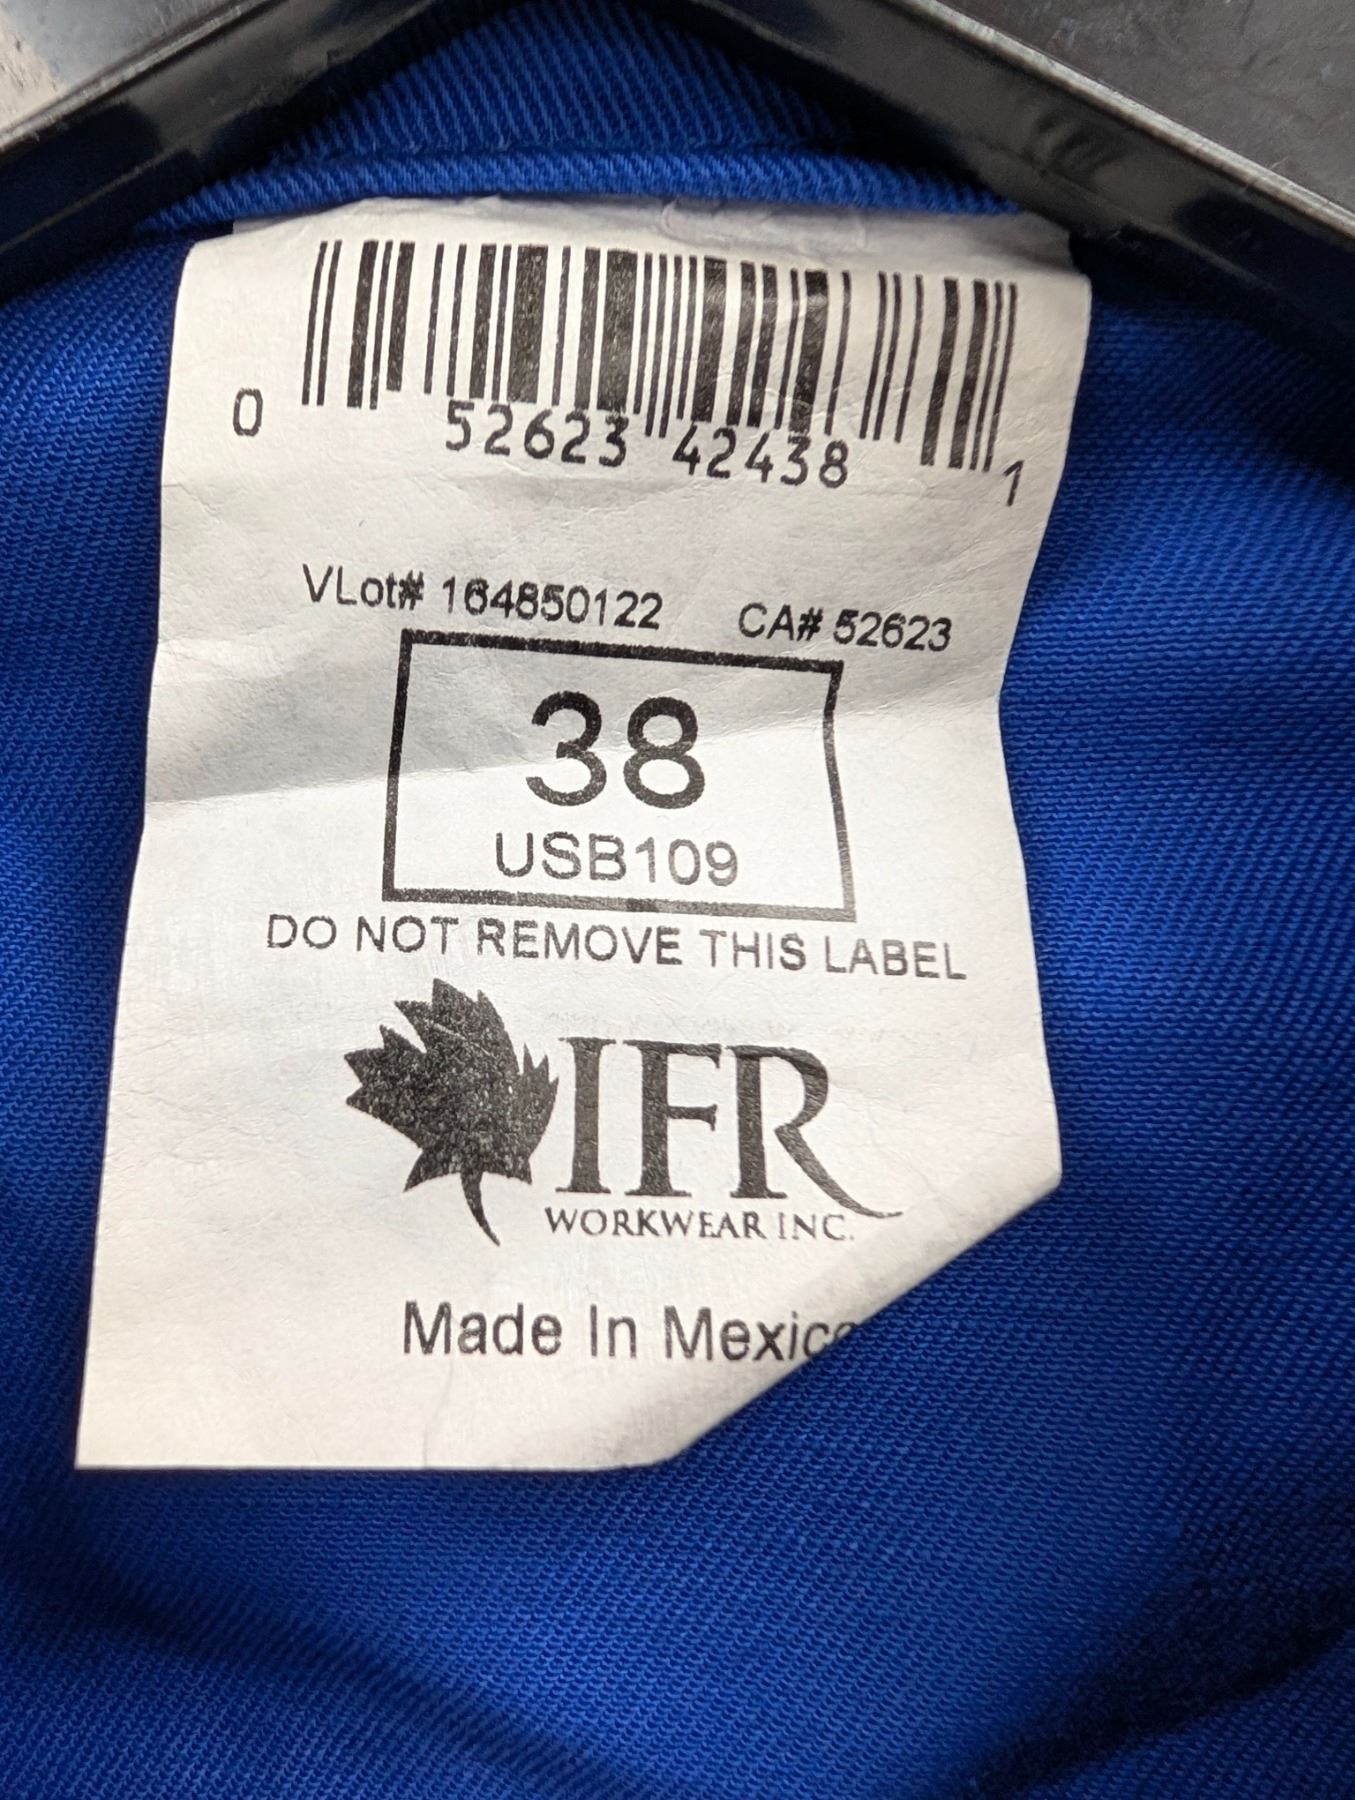 0 52623 42438 1
VLot# 164850122 CA# 52623
38
USB109
DO NOT REMOVE THIS LABEL
IFR
WORKWEAR INC.
Made In Mexico